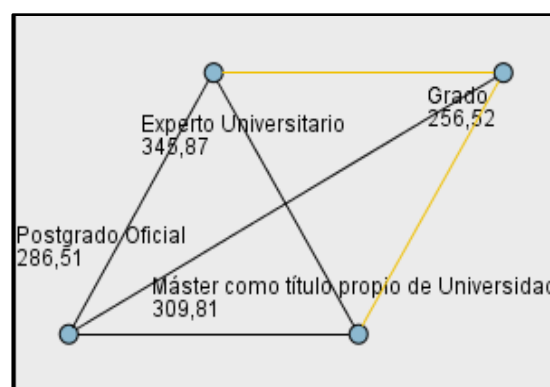 Grado
256,52
Experto Universitario
345,87
Postgrado Oficial
286,51
Máster como título propio de Universidad
309,81